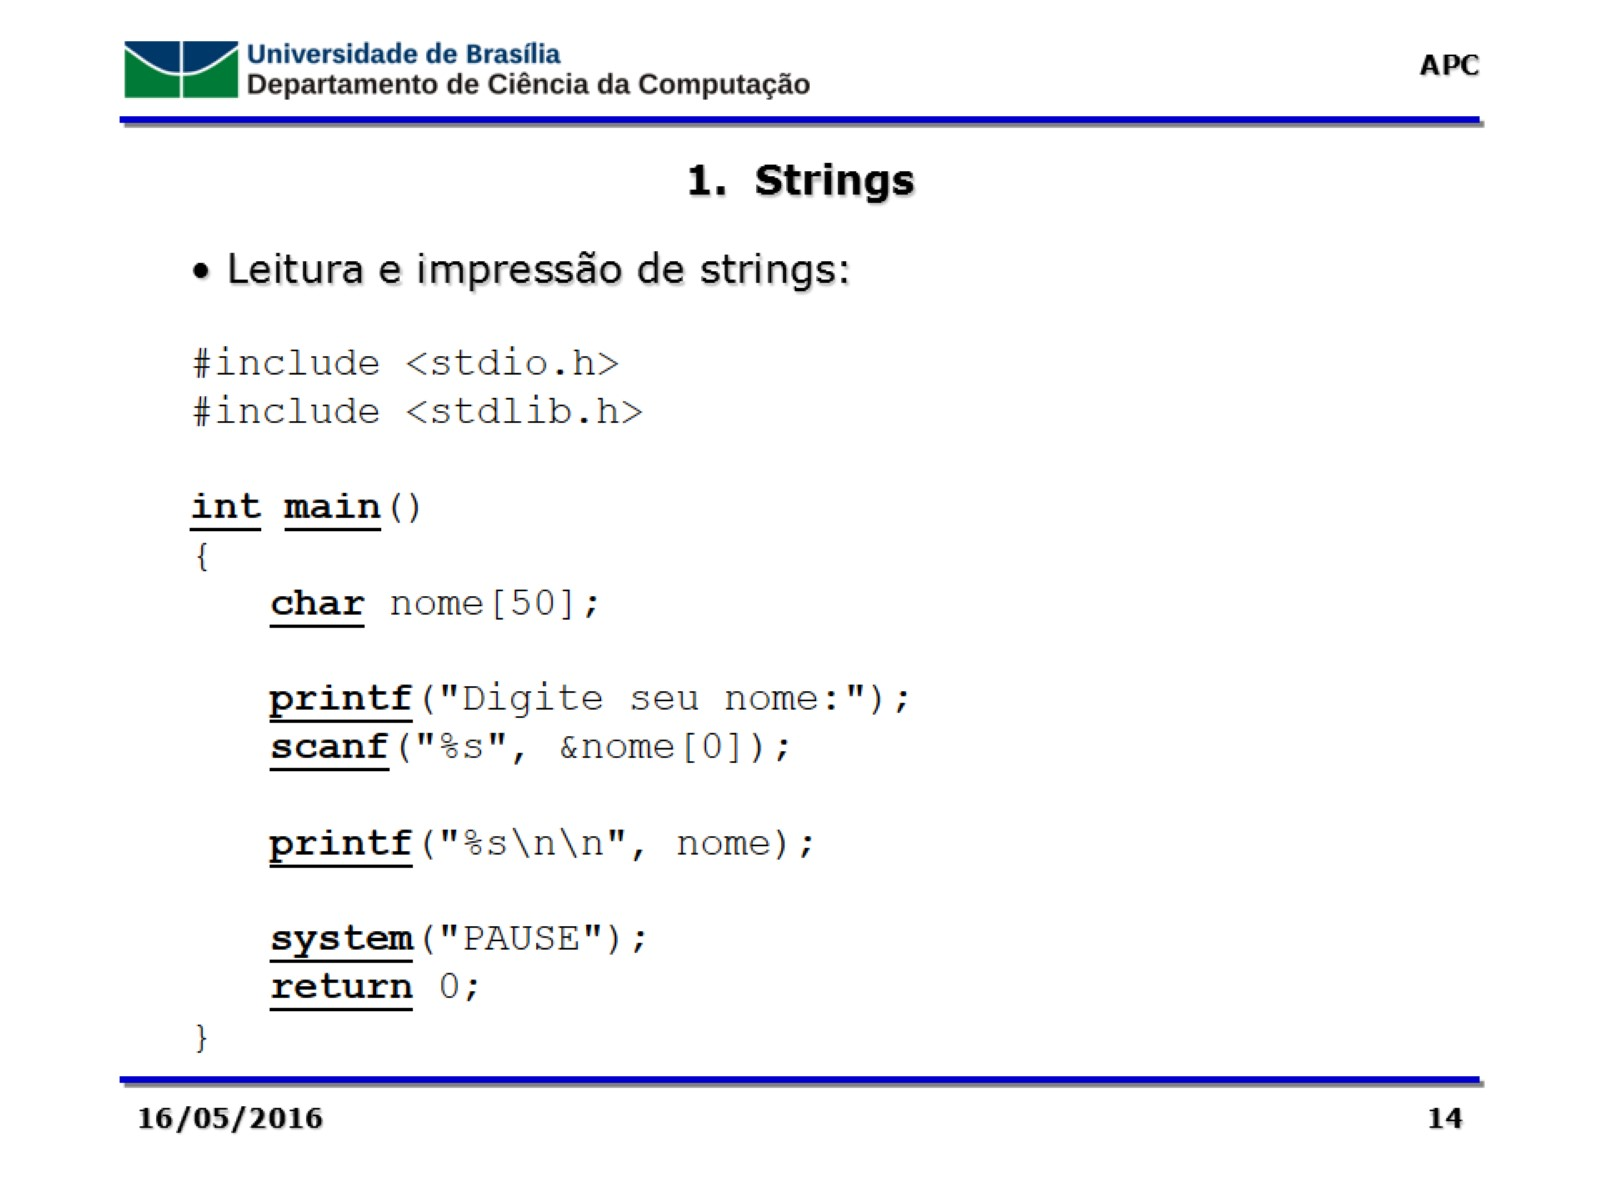 Universidade de Brasília
Departamento de Ciência da Computação
APC
1. Strings
• Leitura e impressão de strings:
#include <stdio.h>
#include <stdlib.h>
int main()
{
    char nome[50];
    printf("Digite seu nome:");
    scanf("%s", &nome[0]);
    printf("%s\n\n", nome);
    system("PAUSE");
    return 0;
}
16/05/2016
14